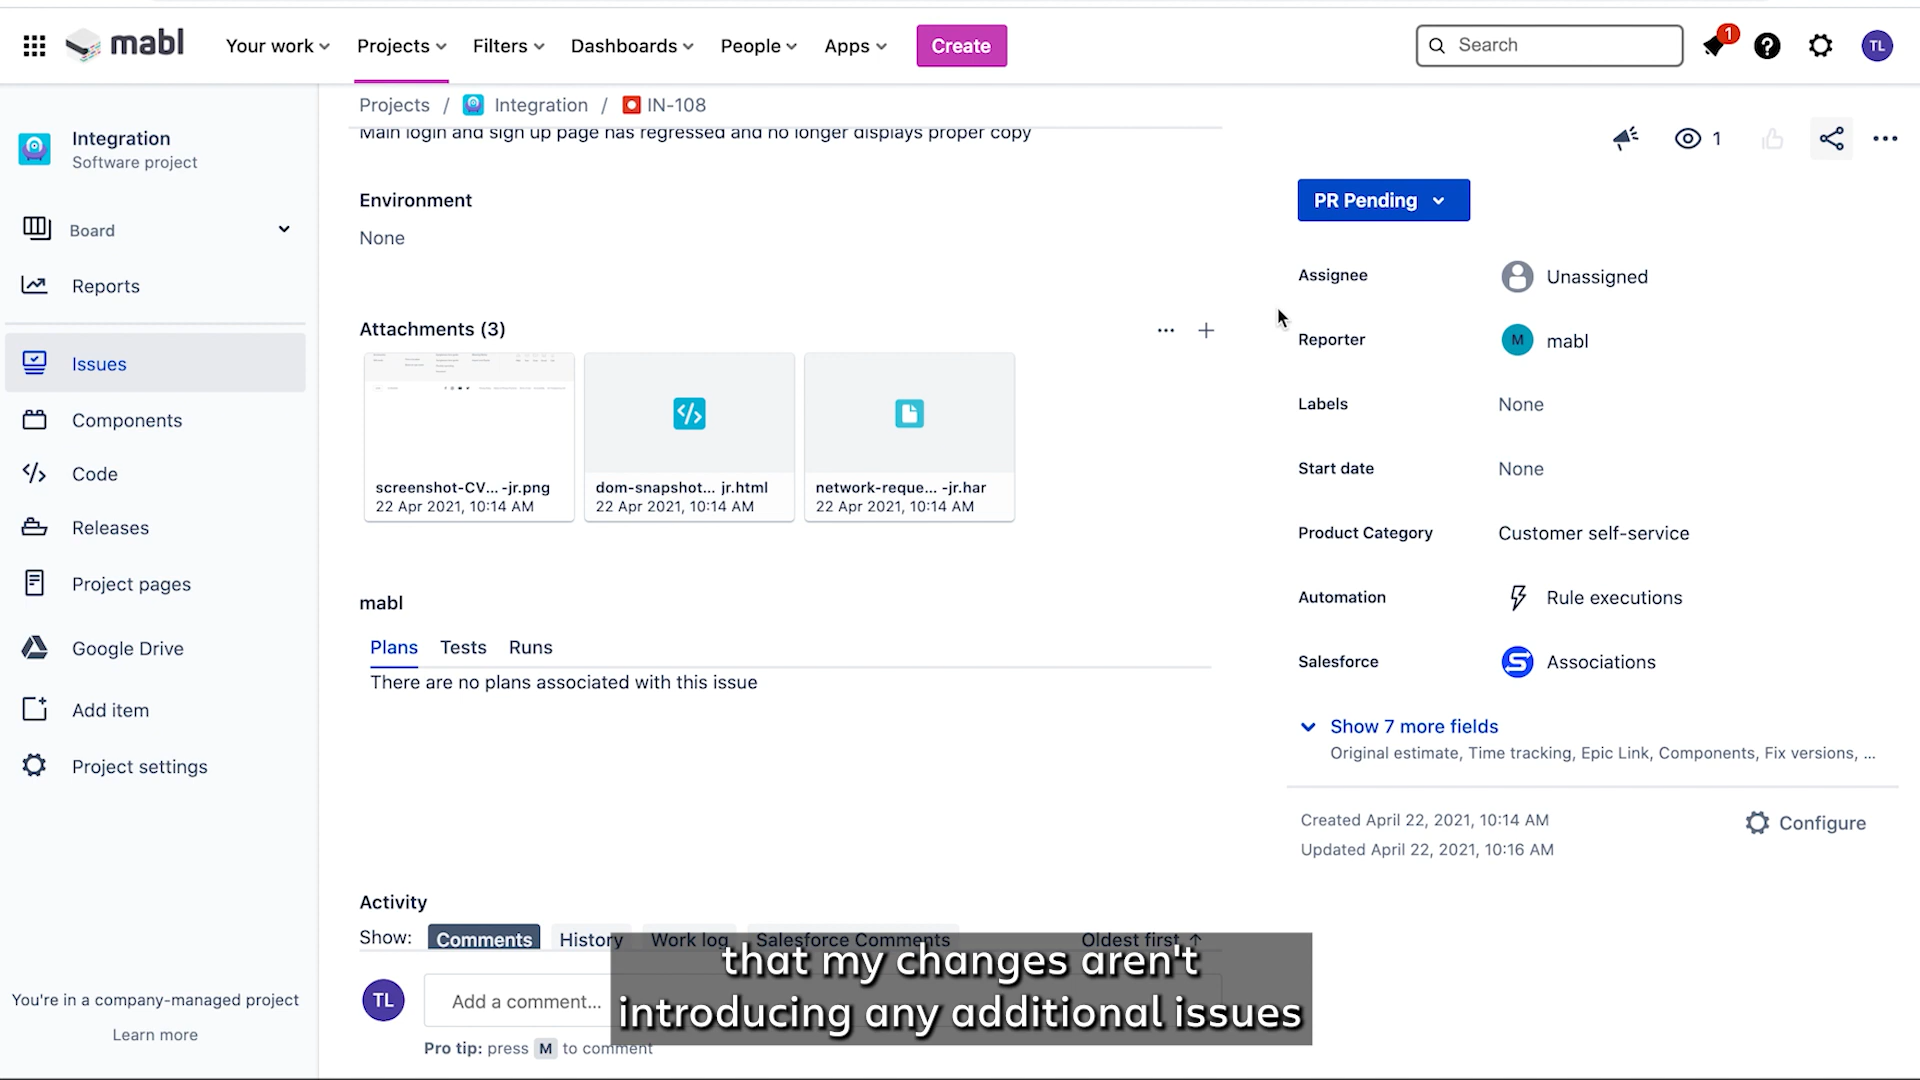 mabl
Your work
Projects
Filters
Dashboards
People
Apps
Create
Search
1
TL
Integration
Software project
Board
Reports
Issues
Components
Code
Releases
Project pages
Google Drive
Add item
Project settings
You're in a company-managed project
Learn more
Projects / Integration / IN-108
Main login and sign up page has regressed and no longer displays proper copy
Environment
None
Attachments (3)
screenshot-CV... -jr.png
22 Apr 2021, 10:14 AM
dom-snapshot... jr.html
22 Apr 2021, 10:14 AM
network-reque... -jr.har
22 Apr 2021, 10:14 AM
mabl
Plans Tests Runs
There are no plans associated with this issue
Activity
Show: Comments History Work log Salesforce Comments Oldest first
TL
Add a comment...
Pro tip: press M to comment
1
PR Pending
Assignee
Unassigned
Reporter
M mabl
Labels
None
Start date
None
Product Category
Customer self-service
Automation
Rule executions
Salesforce
Associations
Show 7 more fields
Original estimate, Time tracking, Epic Link, Components, Fix versions, ...
Created April 22, 2021, 10:14 AM
Updated April 22, 2021, 10:16 AM
Configure
that my changes aren't
introducing any additional issues